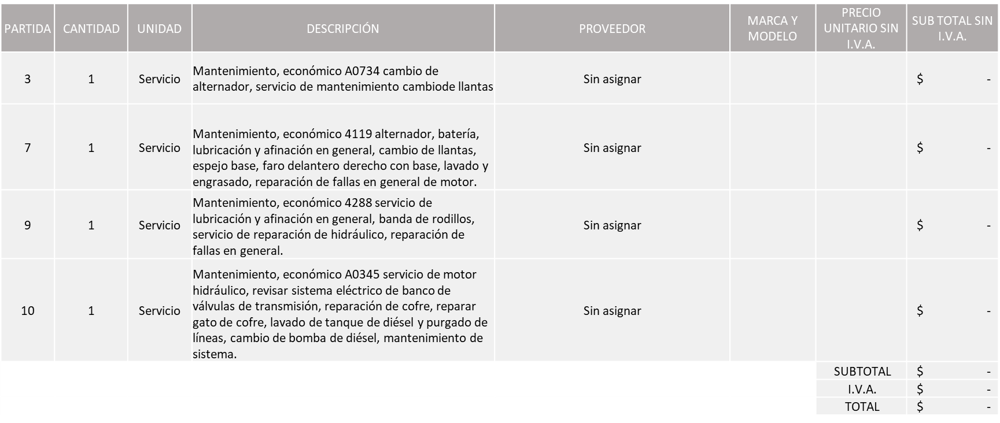 PARTIDA CANTIDAD UNIDAD DESCRIPCIÓN PROVEEDOR MARCA Y MODELO PRECIO UNITARIO SIN I.V.A. SUB TOTAL SIN I.V.A.
3 1 Servicio Mantenimiento, económico A0734 cambio de
alternador, servicio de mantenimiento cambiode llantas
Sin asignar $ -
7 1 Servicio Mantenimiento, económico 4119 alternador, batería,
lubricación y afinación en general, cambio de llantas,
espejo base, faro delantero derecho con base, lavado y
engrasado, reparación de fallas en general de motor.
Sin asignar $ -
9 1 Servicio Mantenimiento, económico 4288 servicio de
lubricación y afinación en general, banda de rodillos,
servicio de reparación de hidráulico, reparación de
fallas en general.
Sin asignar $ -
10 1 Servicio Mantenimiento, económico A0345 servicio de motor
hidráulico, revisar sistema eléctrico de banco de
válvulas de transmisión, reparación de cofre, reparar
gato de cofre, lavado de tanque de diésel y purgado de
líneas, cambio de bomba de diésel, mantenimiento de
sistema.
Sin asignar $ -
SUBTOTAL $ -
I.V.A. $ -
TOTAL $ -